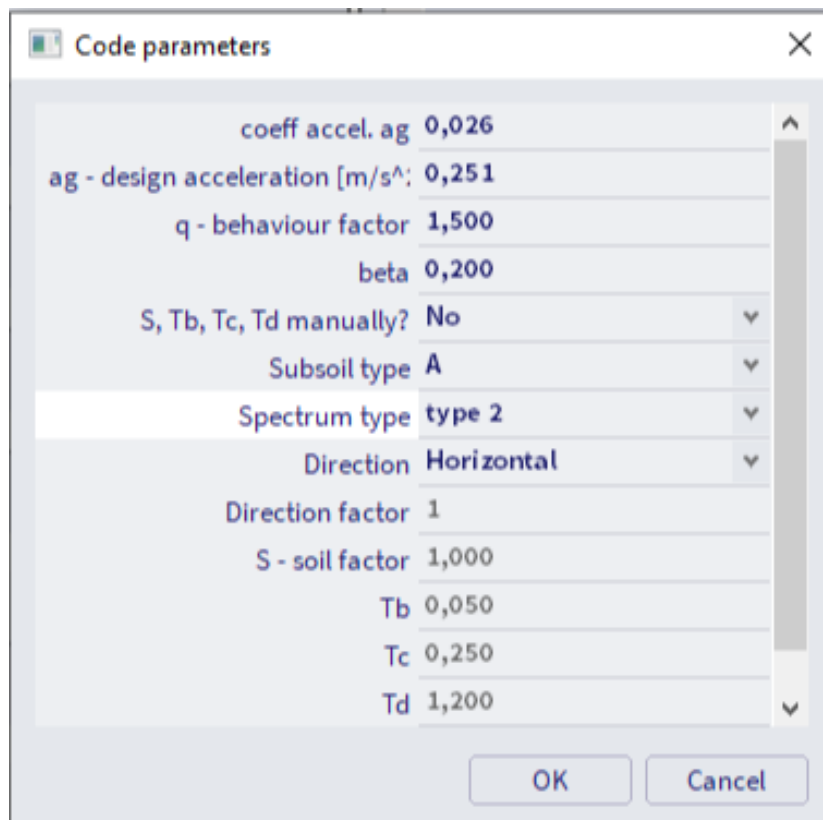 Code parameters
coeff accel. ag 0,026
ag - design acceleration [m/s^: 0,251
q - behaviour factor 1,500
beta 0,200
S, Tb, Tc, Td manually? No
Subsoil type A
Spectrum type type 2
Direction Horizontal
Direction factor 1
S - soil factor 1,000
Tb 0,050
Tc 0,250
Td 1,200
OK Cancel